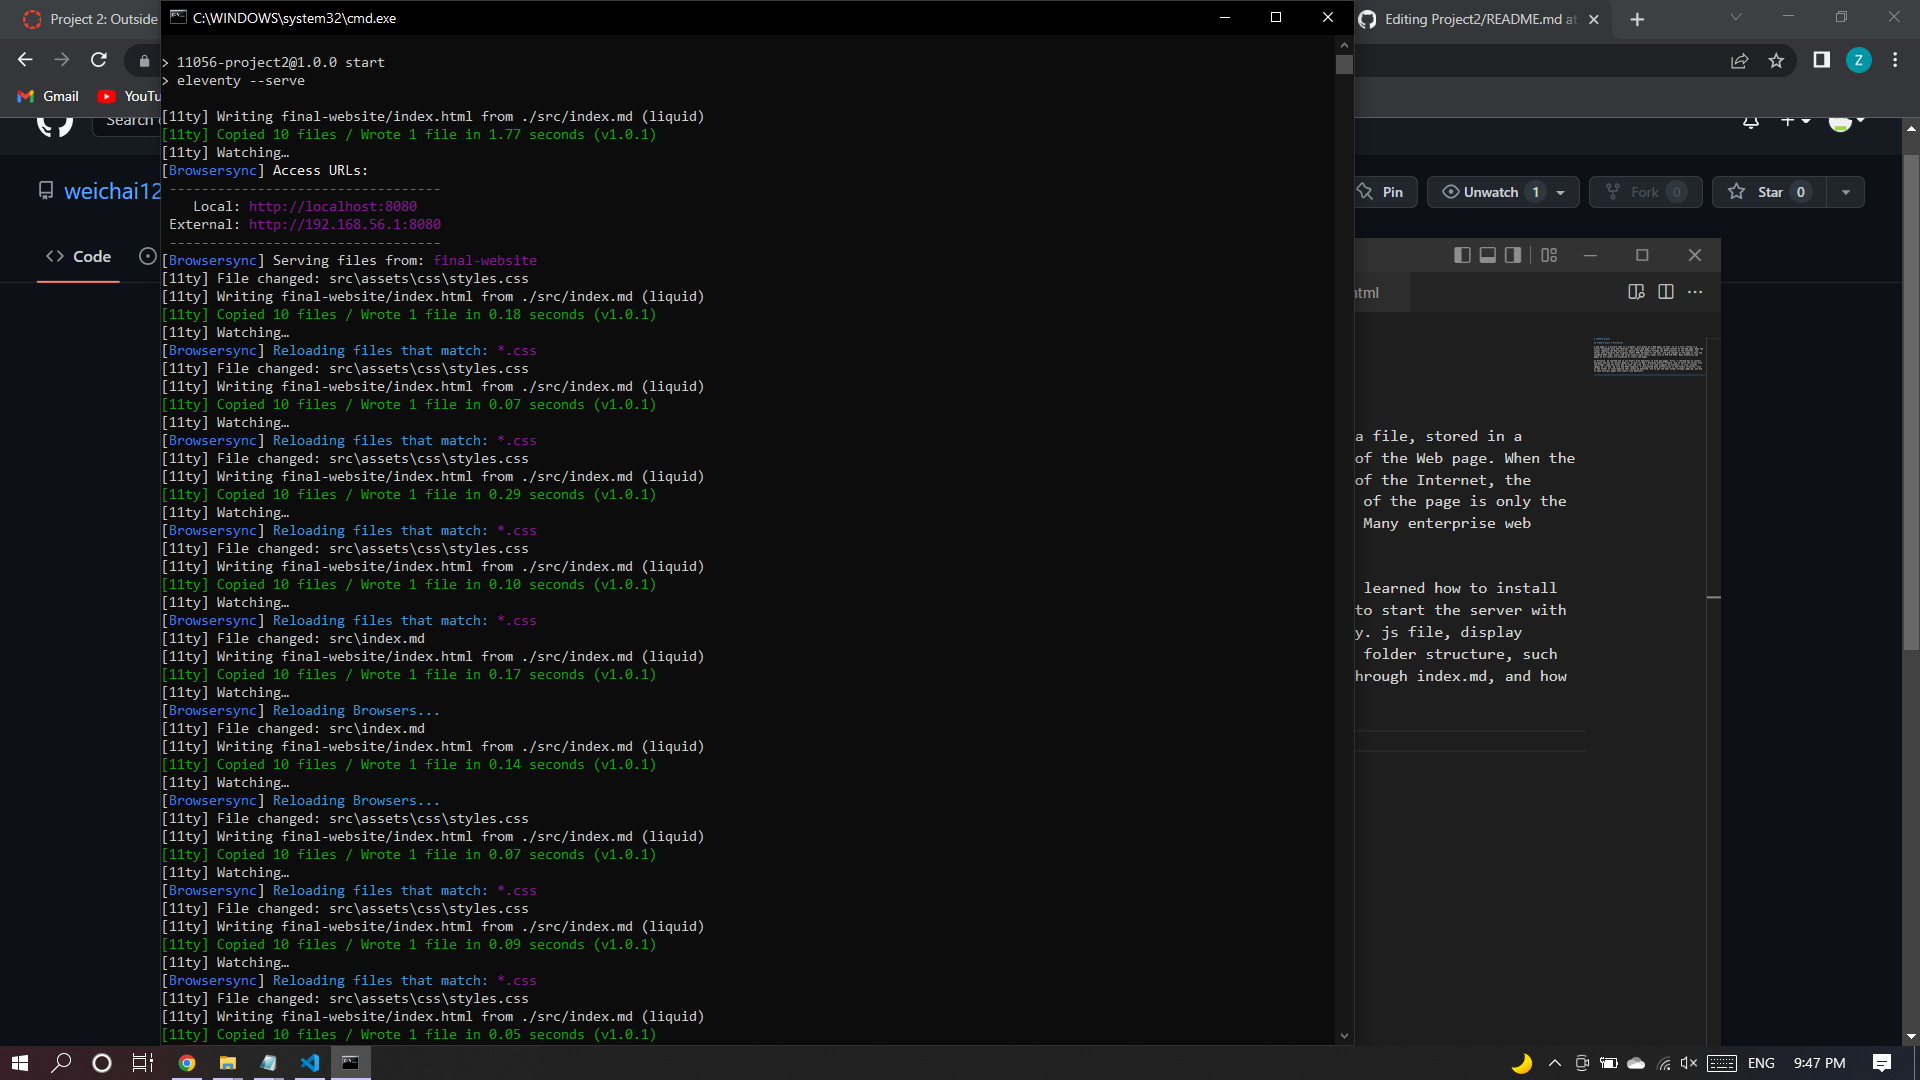 Project 2: Outside
C:\WINDOWS\system32\cmd.exe
Editing Project2/README.md at
Z
Gmail
YouTu
Search
> 11056-project2@1.0.0 start
> eleventy --serve
[11ty] Writing final-website/index.html from ./src/index.md (liquid)
[11ty] Copied 10 files / Wrote 1 file in 1.77 seconds (v1.0.1)
[11ty] Watching…
[Browsersync] Access URLs:
---------------------------------
Local: http://localhost:8080
External: http://192.168.56.1:8080
---------------------------------
[Browsersync] Serving files from: final-website
[11ty] File changed: src\assets\css\styles.css
[11ty] Writing final-website/index.html from ./src/index.md (liquid)
[11ty] Copied 10 files / Wrote 1 file in 0.18 seconds (v1.0.1)
[11ty] Watching…
[Browsersync] Reloading files that match: *.css
[11ty] File changed: src\assets\css\styles.css
[11ty] Writing final-website/index.html from ./src/index.md (liquid)
[11ty] Copied 10 files / Wrote 1 file in 0.07 seconds (v1.0.1)
[11ty] Watching…
[Browsersync] Reloading files that match: *.css
[11ty] File changed: src\assets\css\styles.css
[11ty] Writing final-website/index.html from ./src/index.md (liquid)
[11ty] Copied 10 files / Wrote 1 file in 0.29 seconds (v1.0.1)
[11ty] Watching…
[Browsersync] Reloading files that match: *.css
[11ty] File changed: src\assets\css\styles.css
[11ty] Writing final-website/index.html from ./src/index.md (liquid)
[11ty] Copied 10 files / Wrote 1 file in 0.10 seconds (v1.0.1)
[11ty] Watching…
[Browsersync] Reloading files that match: *.css
[11ty] File changed: src\index.md
[11ty] Writing final-website/index.html from ./src/index.md (liquid)
[11ty] Copied 10 files / Wrote 1 file in 0.17 seconds (v1.0.1)
[11ty] Watching…
[Browsersync] Reloading Browsers...
[11ty] File changed: src\index.md
[11ty] Writing final-website/index.html from ./src/index.md (liquid)
[11ty] Copied 10 files / Wrote 1 file in 0.14 seconds (v1.0.1)
[11ty] Watching…
[Browsersync] Reloading Browsers...
[11ty] File changed: src\assets\css\styles.css
[11ty] Writing final-website/index.html from ./src/index.md (liquid)
[11ty] Copied 10 files / Wrote 1 file in 0.07 seconds (v1.0.1)
[11ty] Watching…
[Browsersync] Reloading files that match: *.css
[11ty] File changed: src\assets\css\styles.css
[11ty] Writing final-website/index.html from ./src/index.md (liquid)
[11ty] Copied 10 files / Wrote 1 file in 0.09 seconds (v1.0.1)
[11ty] Watching…
[Browsersync] Reloading files that match: *.css
[11ty] File changed: src\assets\css\styles.css
[11ty] Writing final-website/index.html from ./src/index.md (liquid)
[11ty] Copied 10 files / Wrote 1 file in 0.05 seconds (v1.0.1)
weichai12
Code
Pin
Unwatch 1
Fork 0
Star 0
html
a file, stored in a
of the Web page. When the
of the Internet, the
of the page is only the
Many enterprise web
learned how to install
to start the server with
y. js file, display
folder structure, such
hrough index.md, and how
ENG
9:47 PM